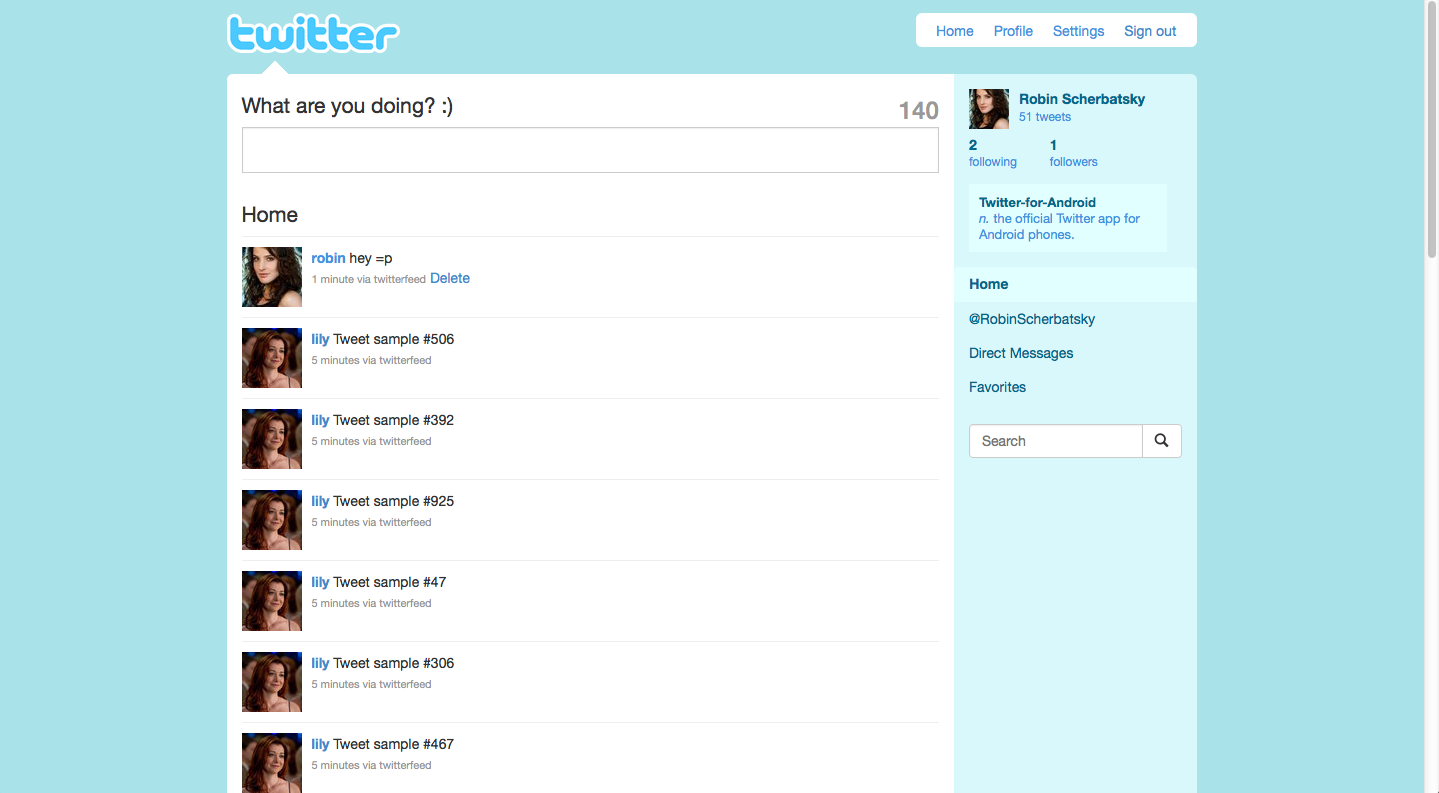 twitter
Home Profile Settings Sign out
What are you doing? :)
140
Home
robin hey =p
1 minute via twitterfeed Delete
lily Tweet sample #506
5 minutes via twitterfeed
lily Tweet sample #392
5 minutes via twitterfeed
lily Tweet sample #925
5 minutes via twitterfeed
lily Tweet sample #47
5 minutes via twitterfeed
lily Tweet sample #306
5 minutes via twitterfeed
lily Tweet sample #467
5 minutes via twitterfeed
Robin Scherbatsky
51 tweets
2 1
following followers
Twitter-for-Android
n. the official Twitter app for
Android phones.
Home
@RobinScherbatsky
Direct Messages
Favorites
Search